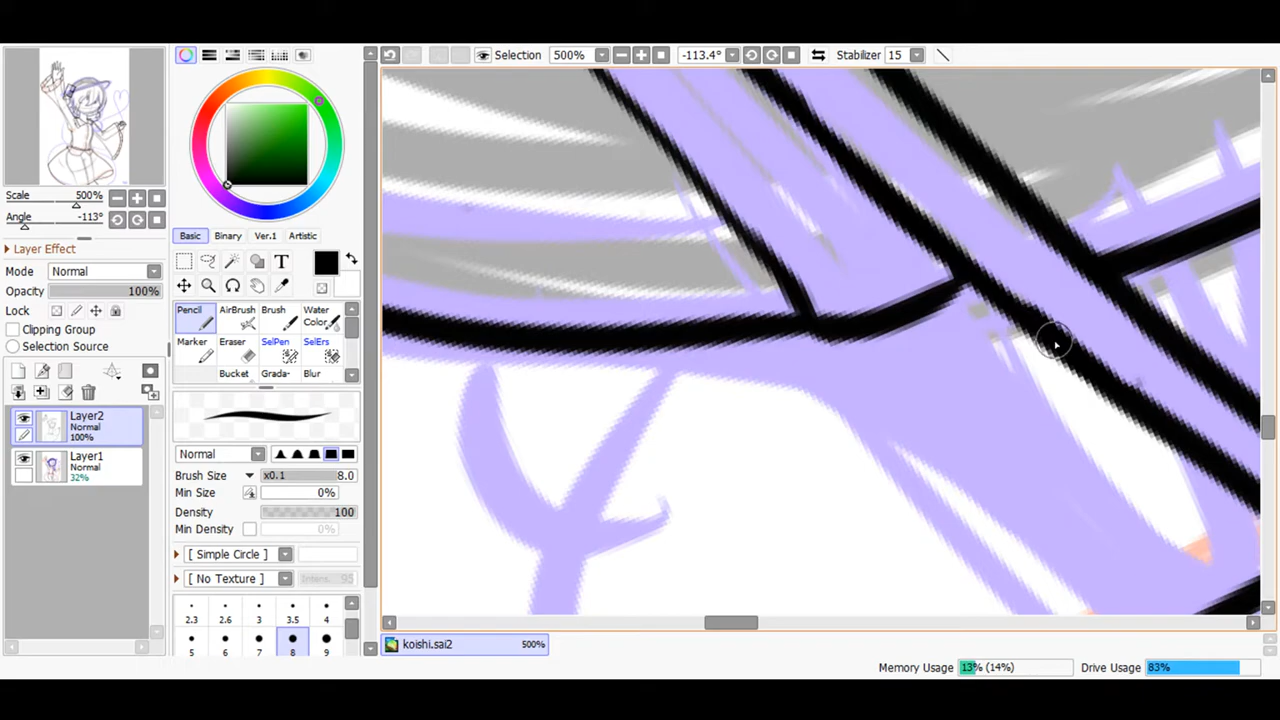 Selection 500% -113.4° Stabilizer 15
Scale 500%
Angle -113°
Layer Effect
Mode Normal
Opacity 100%
Lock
Clipping Group
Selection Source
Layer2
Normal
100%
Layer1
Normal
32%
Basic Binary Ver.1 Artistic
T
Pencil AirBrush Brush Water
Color
Marker Eraser SelPen SelErs
Bucket Grada- Blur
Normal
Brush Size x0.1 8.0
Min Size 0%
Density 100
Min Density 0%
[ Simple Circle ]
[ No Texture ] Intens. 95
2.3 2.6 3 3.5 4
5 6 7 8 9
koishi.sai2 500%
Memory Usage 13% (14%) Drive Usage 83%